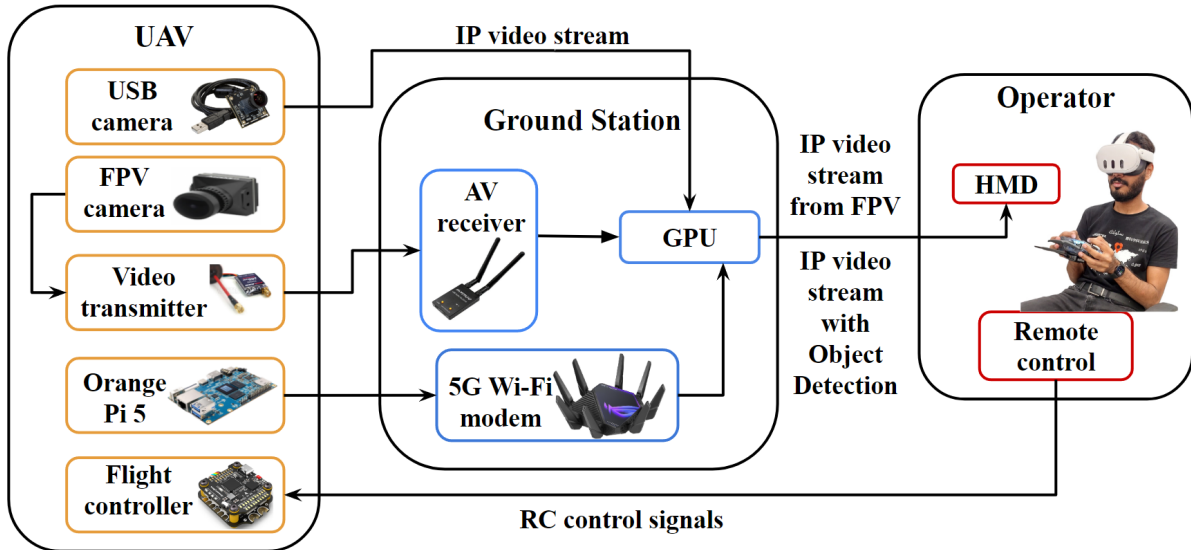 UAV
USB
camera
FPV
camera
Video
transmitter
Orange
Pi 5
Flight
controller
IP video stream
Ground Station
AV
receiver
GPU
5G Wi-Fi
modem
IP video
stream
from FPV
IP video
stream
with
Object
Detection
Operator
HMD
Remote
control
RC control signals